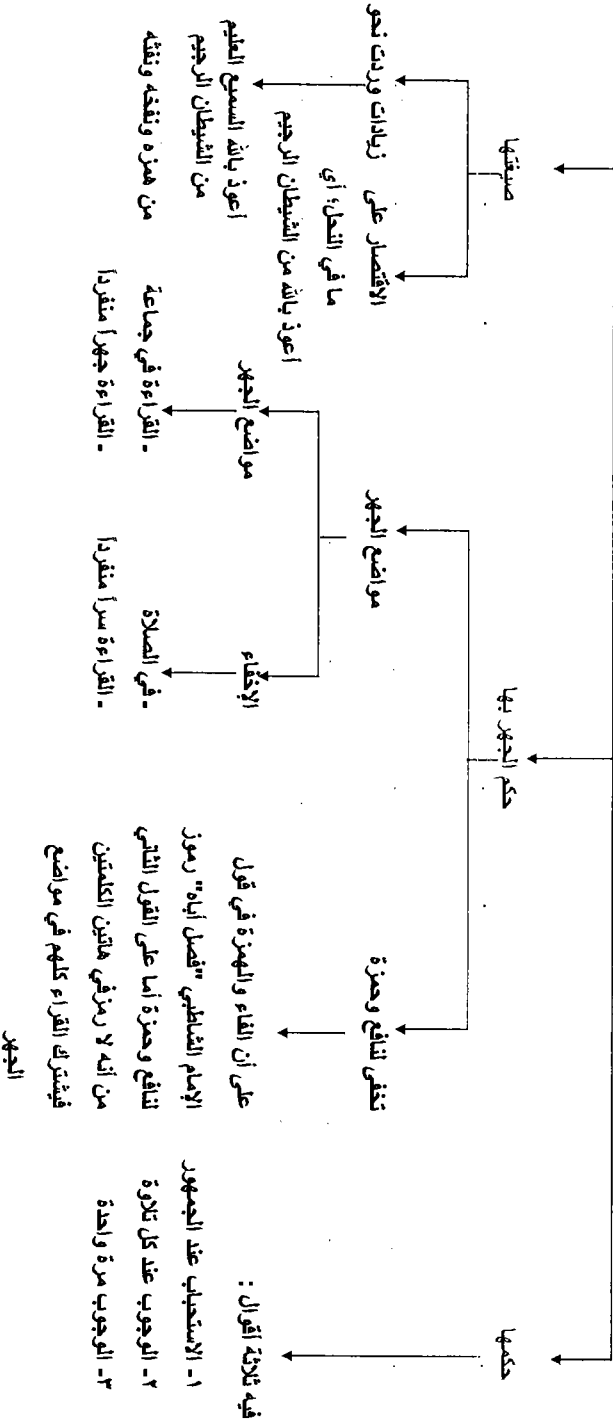 حكمها
فيه ثلاثة أقوال :
١- الاستحباب عند الجمهور
٢- الوجوب عند كل تلاوة
٣- الوجوب مرة واحدة
حكم الجهر بها
تخفى لنافع وحمزة
على أن الفاء والهمزة في قول
الإمام الشاطبي "فصل أباه" رموز
لنافع وحمزة أما على القول الثاني
من أنه لا رمز في هاتين الكلمتين
فيشترك القراء كلهم في مواضع
الجهر
مواضع الجهر
الإخفاء
- في الصلاة
- القراءة سراً منفرداً
مواضع الجهر
- القراءة في جماعة
- القراءة جهراً منفرداً
صيغتها
الاقتصار على
ما في النحل؛ أي
أعوذ بالله من الشيطان الرجيم
زيادات وردت نحو
أعوذ بالله السميع العليم
من الشيطان الرجيم
من همزه ونفخه ونفثه